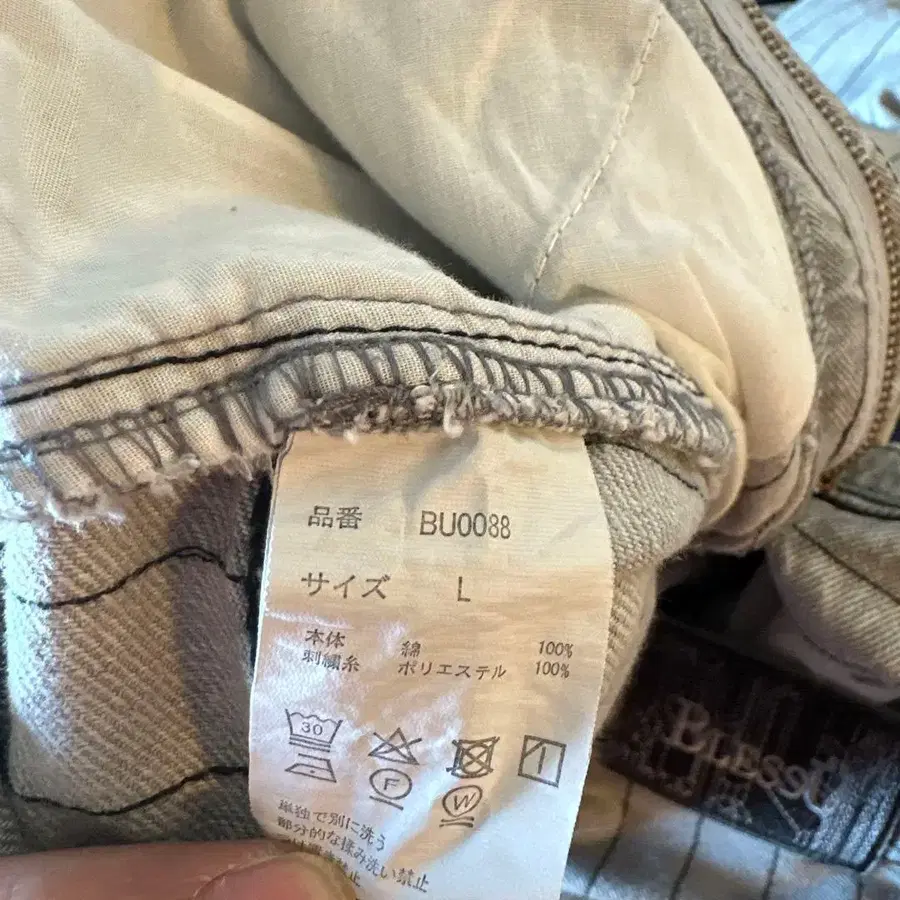 品番 BU0088
サイズ L
本体 綿 100%
刺繍糸 ポリエステル 100%
30
F
W
単独で別に洗う
部分的な揉み洗い禁止